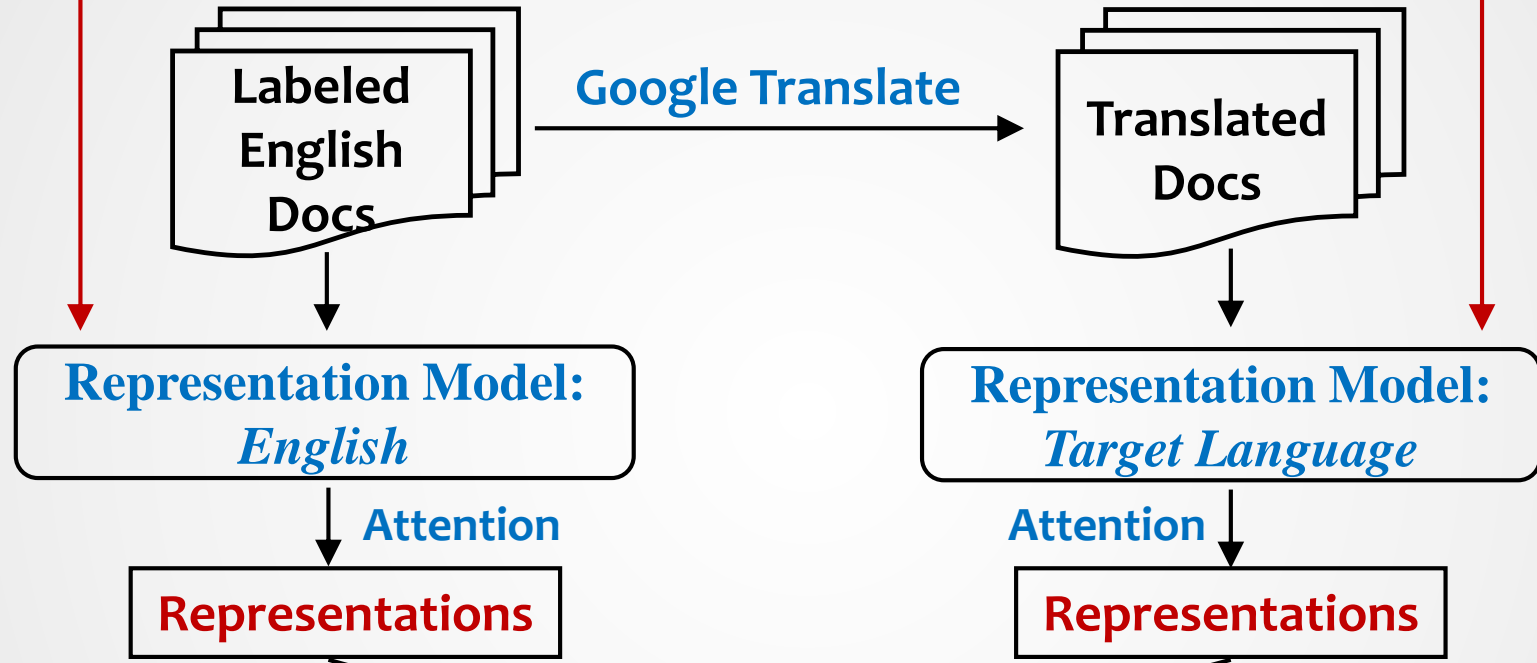 Labeled
English
Docs
Google Translate
Translated
Docs
Representation Model:
English
Representation Model:
Target Language
Attention
Attention
Representations
Representations